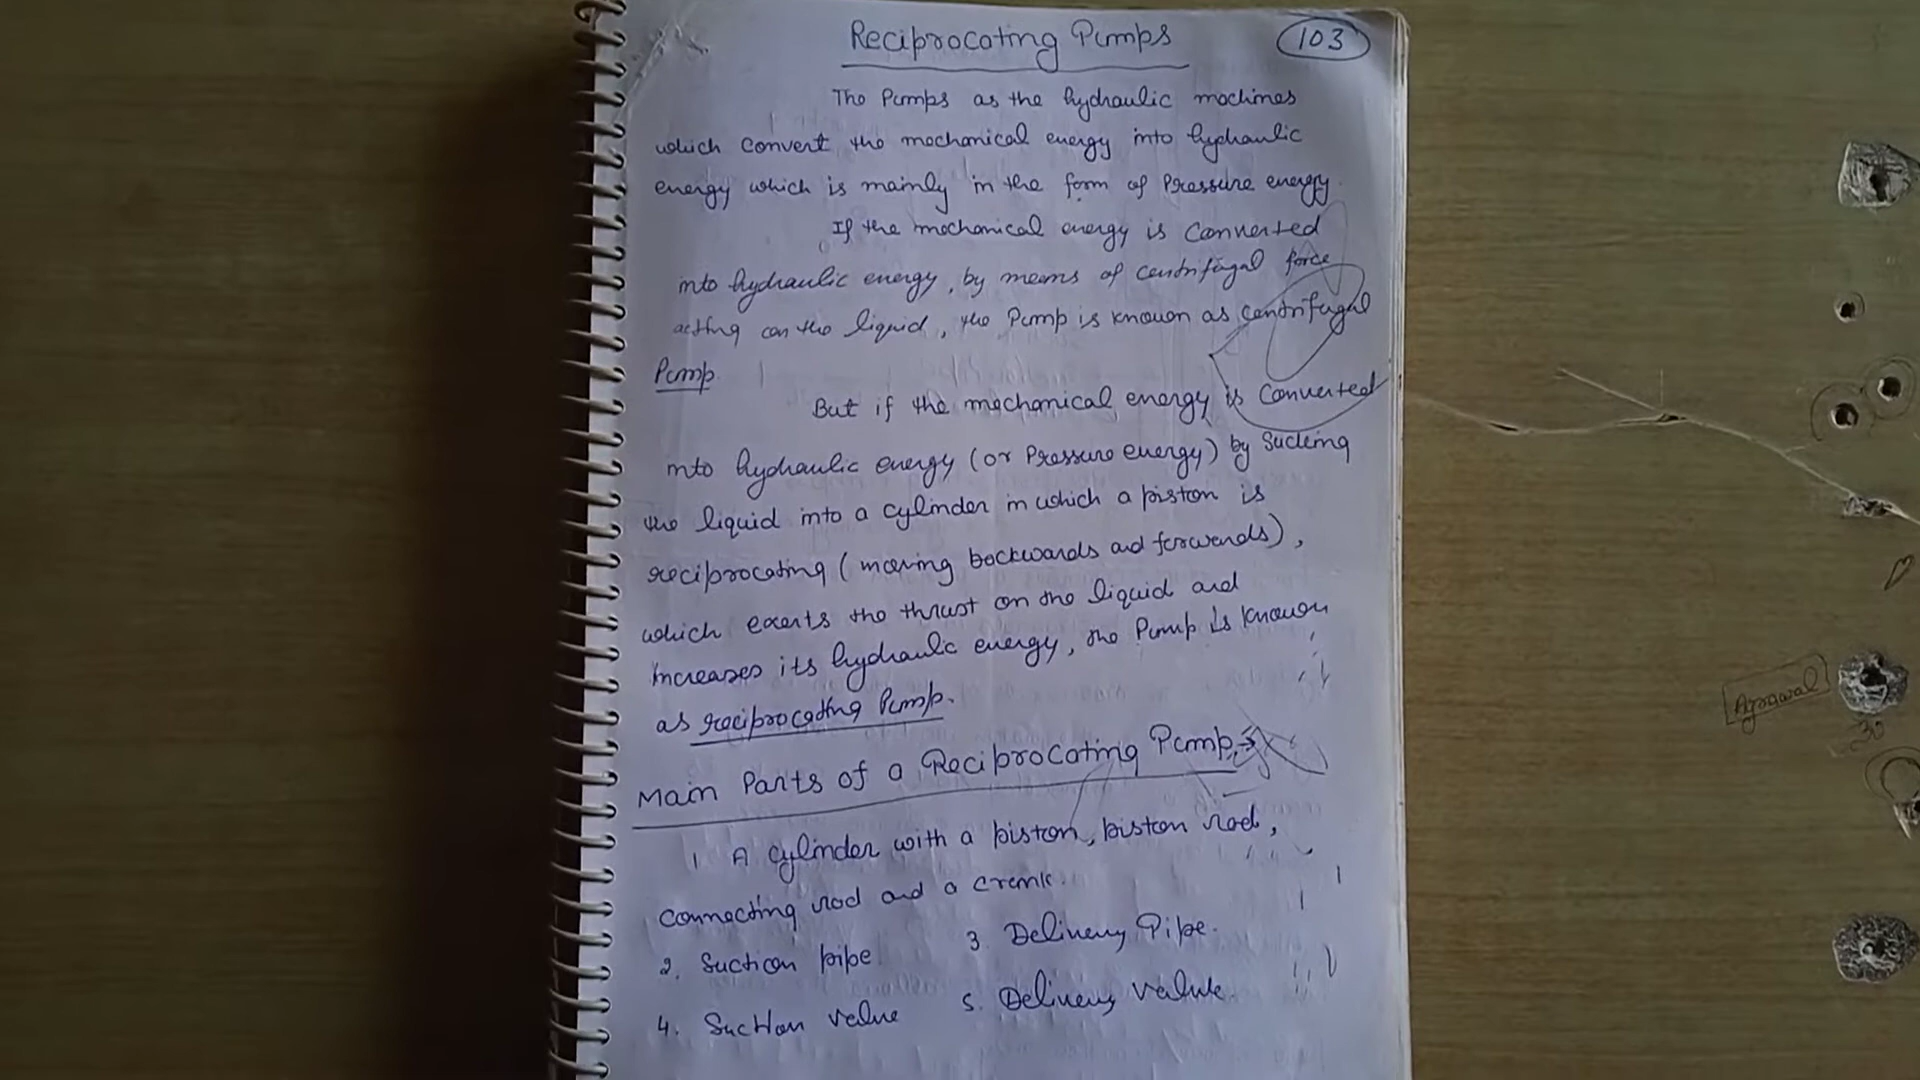 Reciprocating Pumps
103
The Pumps as the hydraulic machines
which convert the mechanical energy into hydraulic
energy which is mainly in the form of Pressure energy.
If the mechanical energy is converted
into hydraulic energy, by means of centrifugal force
acting on the liquid, the Pump is known as centrifugal
Pump.
But if the mechanical energy is converted
into hydraulic energy (or Pressure energy) by sucking
the liquid into a cylinder in which a piston is
reciprocating (moving backwards and forwards),
which exerts the thrust on the liquid and
increases its hydraulic energy, the Pump is known
as reciprocating Pump.
Main Parts of a Reciprocating Pump →
1 A cylinder with a piston, piston rod,
connecting rod and a crank.
2. Suction pipe
3. Delivery Pipe.
4. Suction valve
5. Delivery valve.
Agrawal
30